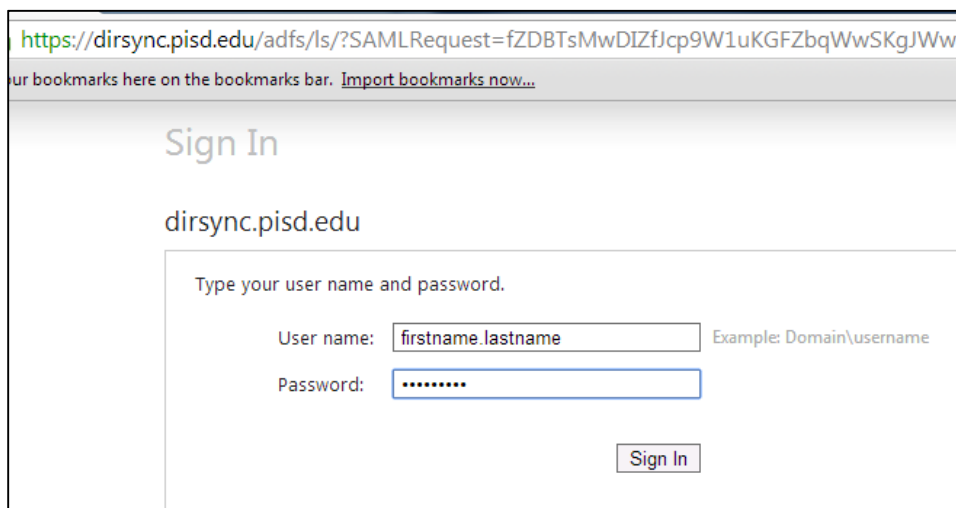 https://dirsync.pisd.edu/adfs/ls/?SAMLRequest=fZDBTsMwDIZfJcp9W1uKGFZbqWwSKgJWw
ur bookmarks here on the bookmarks bar. Import bookmarks now...
Sign In
dirsync.pisd.edu
Type your user name and password.
User name: firstname.lastname Example: Domain\username
Password: •••••••••
Sign In